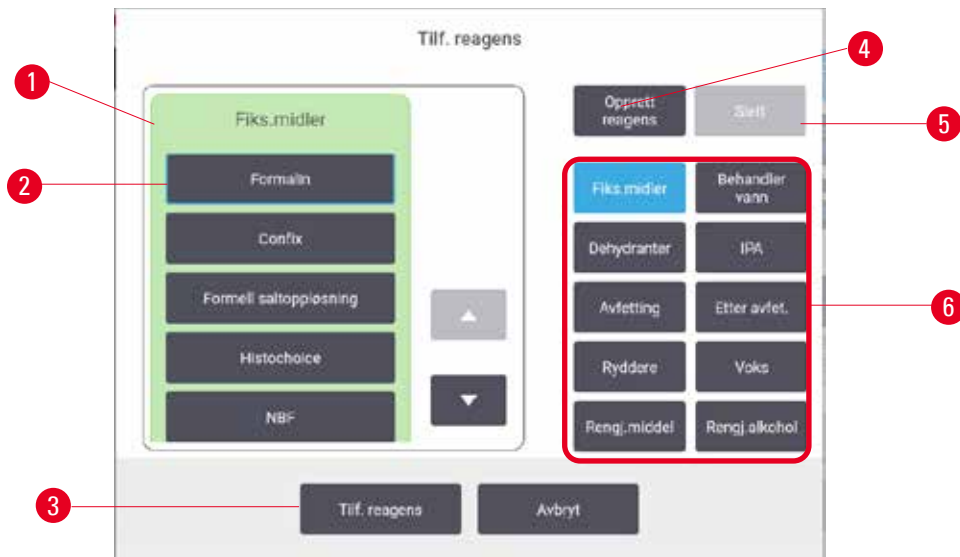 Tilf. reagens
1
4
Fiks.midler
Opprett
reagens
Slett
5
2
Formalin
Fiks.midler
Behandler
vann
Confix
Dehydranter
IPA
Formell saltoppløsning
Avfetting
Etter avfet.
6
Histochoice
Ryddere
Voks
NBF
Rengj.middel
Rengj.alkohol
3
Tilf. reagens
Avbryt